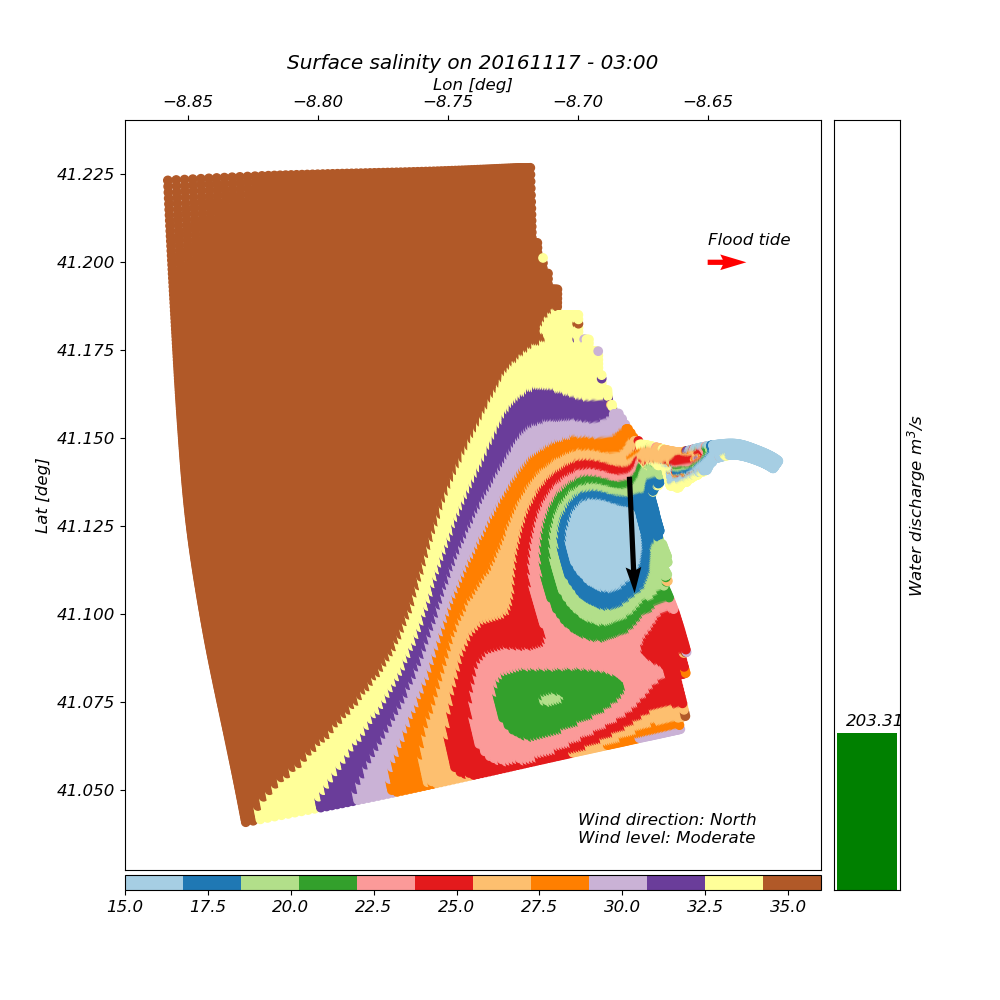 Surface salinity on 20161117 - 03:00
Lon [deg]
−8.85 −8.80 −8.75 −8.70 −8.65
41.225
41.200
41.175
41.150
41.125
41.100
41.075
41.050
Lat [deg]
Flood tide
Wind direction: North
Wind level: Moderate
15.0 17.5 20.0 22.5 25.0 27.5 30.0 32.5 35.0
203.31
Water discharge m³/s